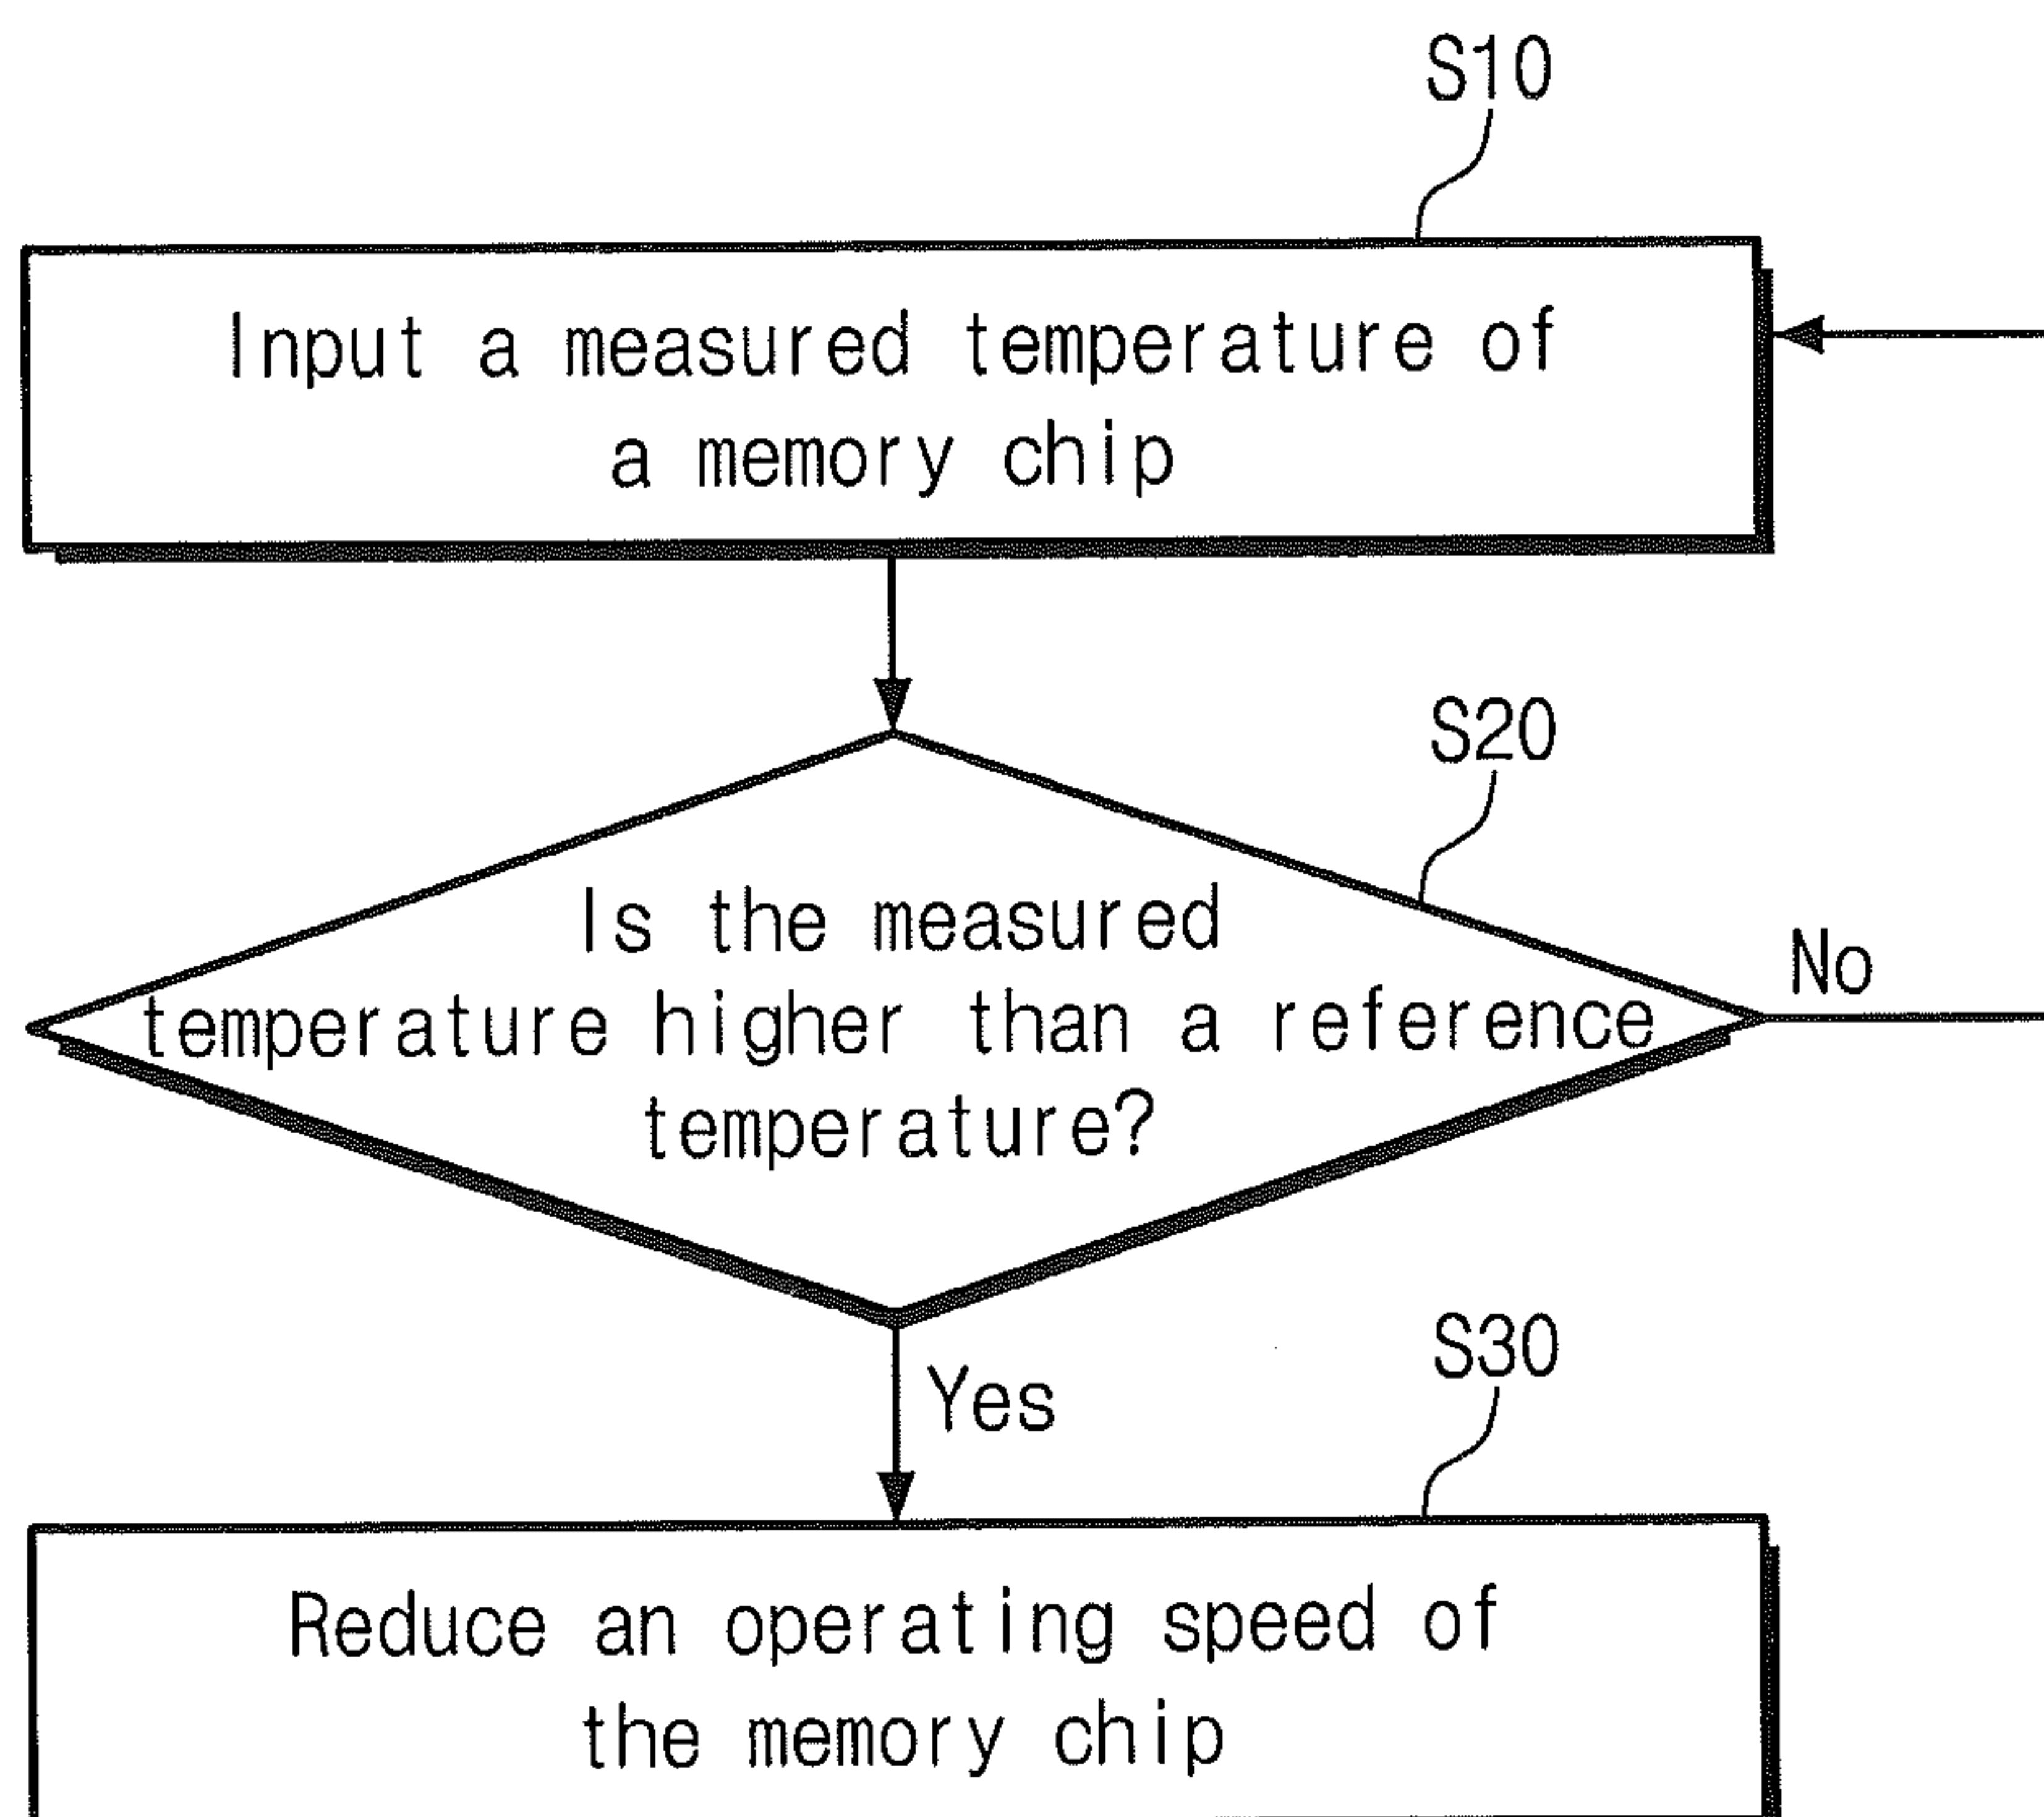 S10
Input a measured temperature of
a memory chip
S20
Is the measured
temperature higher than a reference
temperature?
No
Yes
S30
Reduce an operating speed of
the memory chip